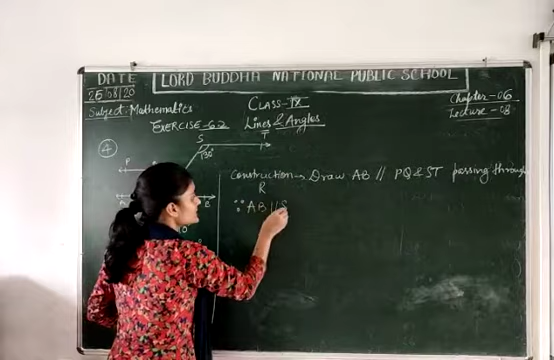 DATE
25/08/20
LORD BUDDHA NATIONAL PUBLIC SCHOOL
Subject: Mathematics
CLASS-IX
Chapter-06
Lecture-08
EXERCISE-6.2
Lines & Angles
4
S
T
130°
P
A
B
Construction → Draw AB // PQ & ST passing through
R
∵ AB // S